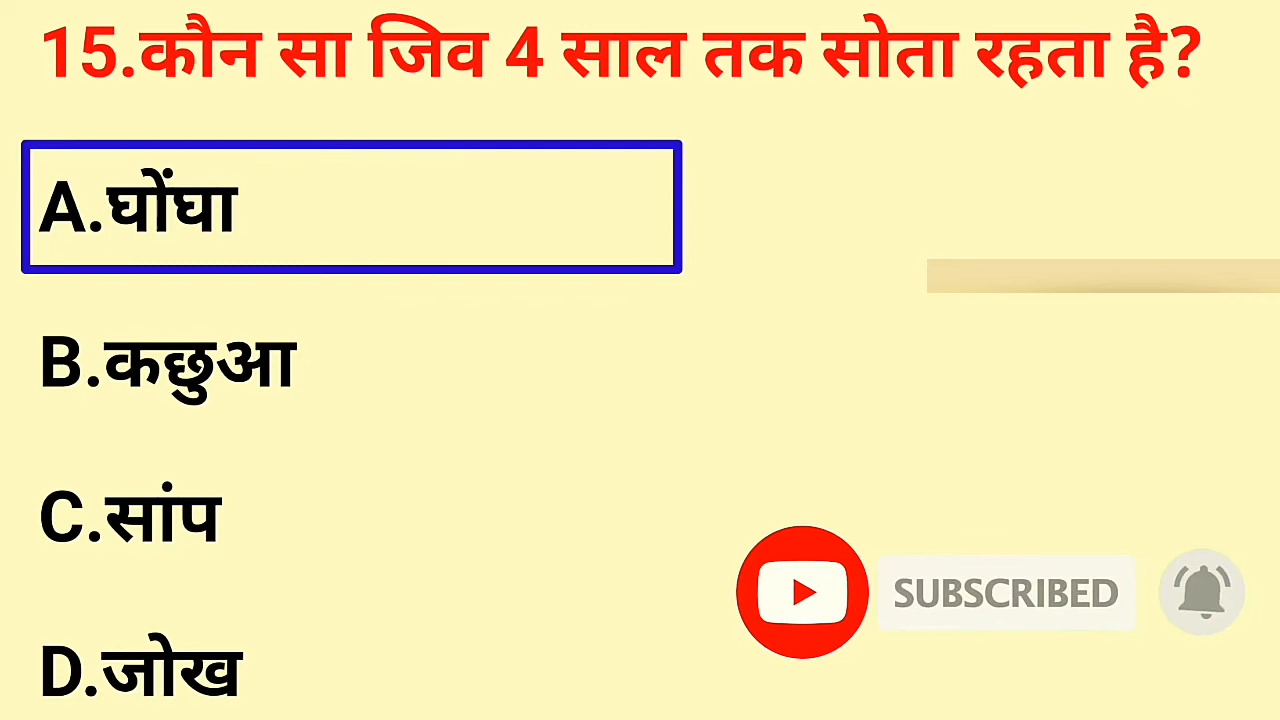 15.कौन सा जिव 4 साल तक सोता रहता है?
A.घोंघा
B.कछुआ
C.सांप
SUBSCRIBED
D.जोख